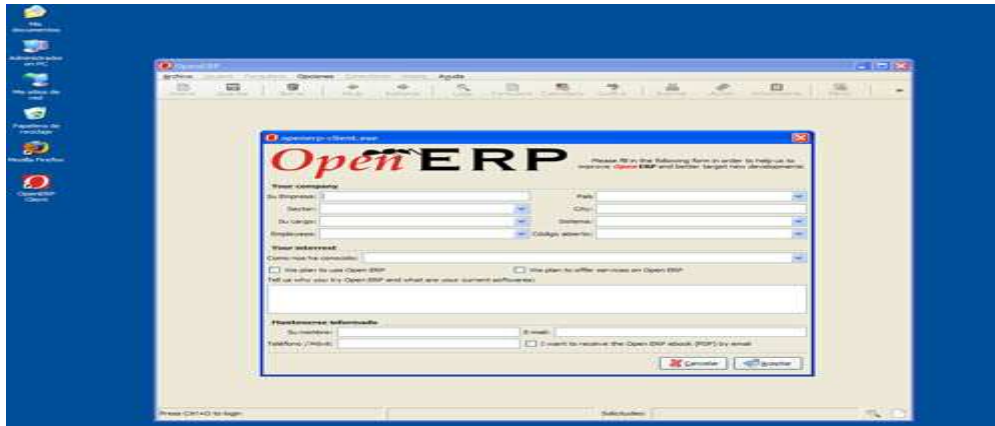 Mis documentos
Administrador en PC
Mis sitios de red
Papelera de reciclaje
Mozilla Firefox
OpenERP Client
OpenERP
Archivo Opciones Ayuda
openerp-client.exe
Open ERP
Please fill in the following form in order to help us to
improve Open ERP and better target new developments.
Your company
Su Empresa: País:
Sector: City:
Su cargo: Sistema:
Empleados: Código abierto:
Your interrest
Como nos ha conocido:
We plan to use Open ERP We plan to offer services on Open ERP
Tell us why you try Open ERP and what are your current softwares:
Mantenerse informado
Su nombre: E-mail:
Teléfono / Móvil: I want to receive the Open ERP ebook (PDF) by email
Cancelar Aceptar
Press Ctrl+O to login Solicitudes: